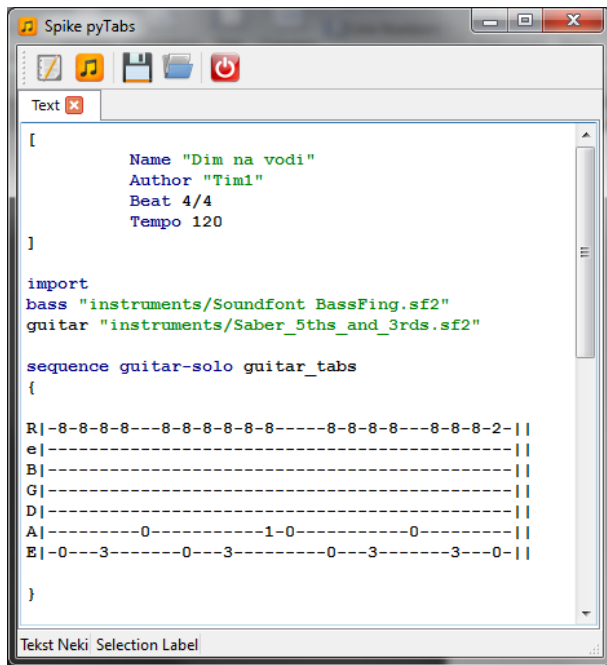 Spike pyTabs
Text
[
Name "Dim na vodi"
Author "Tim1"
Beat 4/4
Tempo 120
]
import
bass "instruments/Soundfont BassFing.sf2"
guitar "instruments/Saber_5ths_and_3rds.sf2"
sequence guitar-solo guitar_tabs
{
R|-8-8-8-8---8-8-8-8-8-8-----8-8-8-8---8-8-8-2-||
e|---------------------------------------------||
B|---------------------------------------------||
G|---------------------------------------------||
D|---------------------------------------------||
A|---------0-----------1-0-----------0---------||
E|-0---3-------0---3---------0---3-------3---0-||
}
Tekst Neki Selection Label